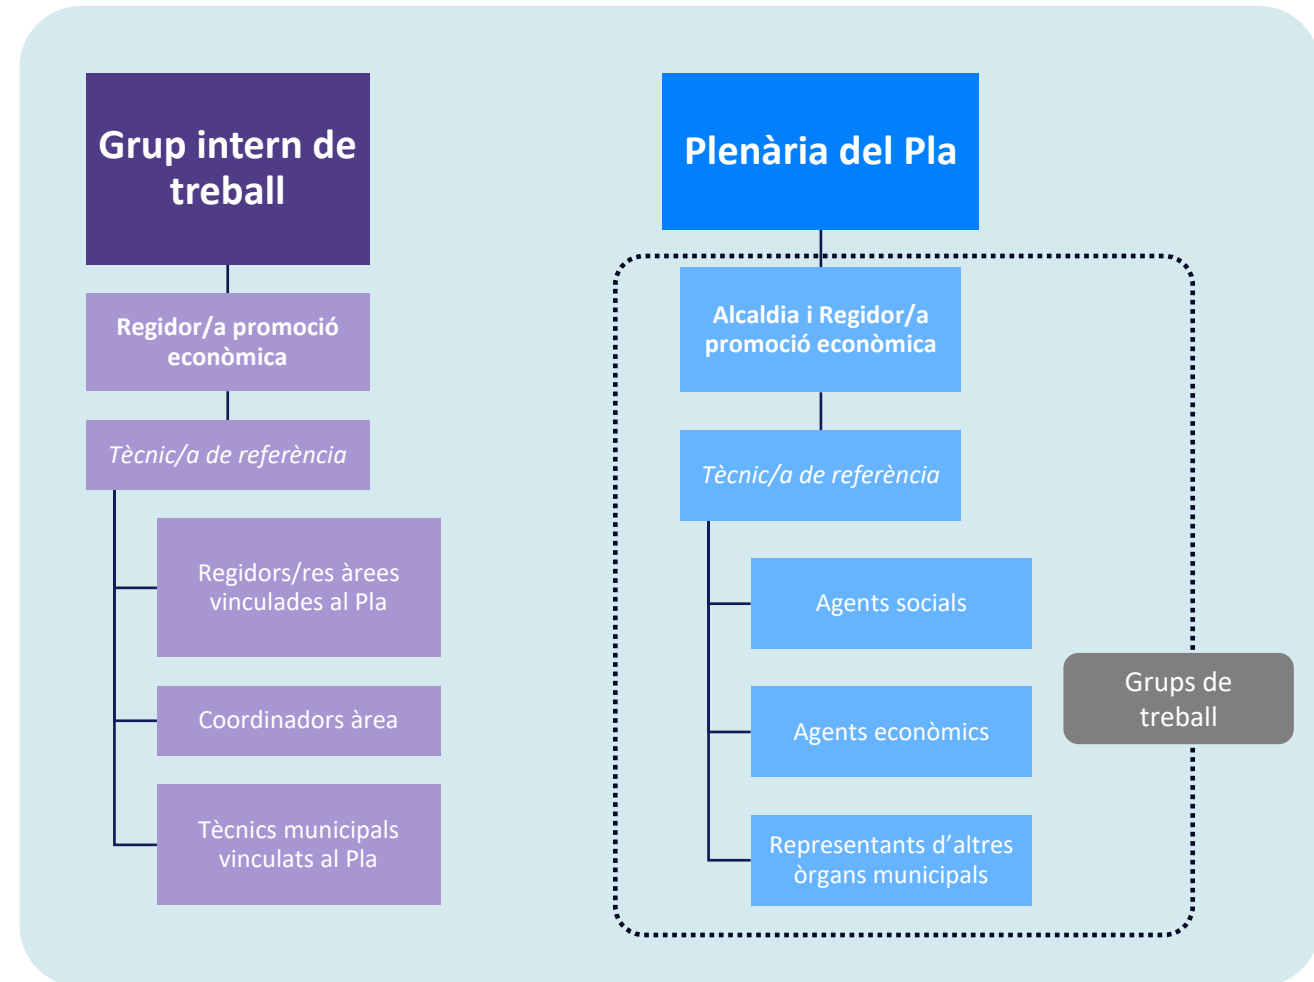 Grup intern de
treball
Regidor/a promoció
econòmica
Tècnic/a de referència
Regidors/res àrees
vinculades al Pla
Coordinadors àrea
Tècnics municipals
vinculats al Pla
Plenària del Pla
Alcaldia i Regidor/a
promoció econòmica
Tècnic/a de referència
Agents socials
Agents econòmics
Representants d’altres
òrgans municipals
Grups de
treball